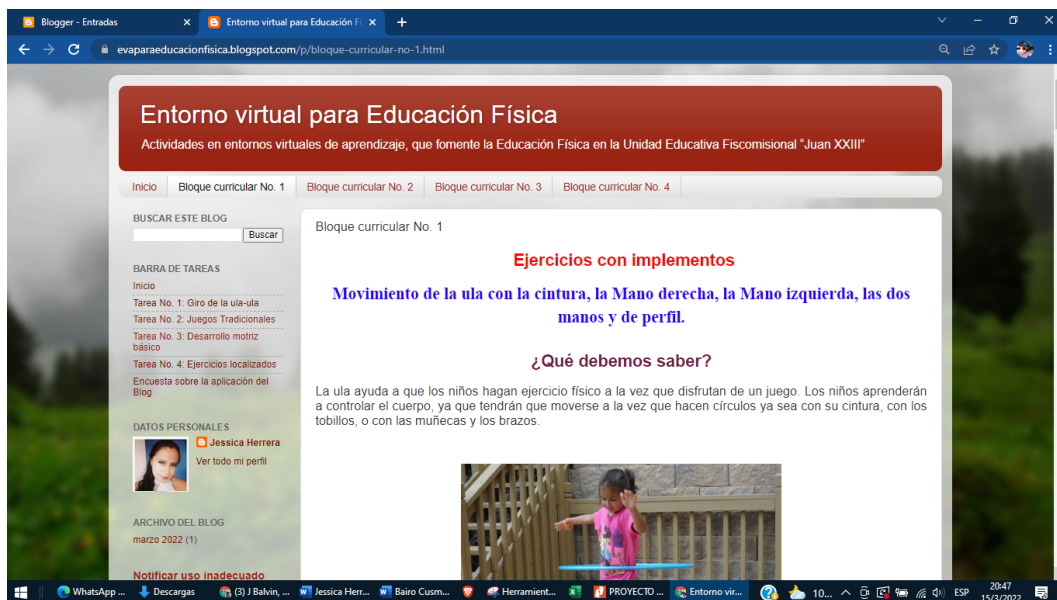 Blogger - Entradas
Entorno virtual para Educación Fí
evaparaeducacionfisica.blogspot.com/p/bloque-curricular-no-1.html
Entorno virtual para Educación Física
Actividades en entornos virtuales de aprendizaje, que fomente la Educación Física en la Unidad Educativa Fiscomisional "Juan XXIII"
Inicio Bloque curricular No. 1 Bloque curricular No. 2 Bloque curricular No. 3 Bloque curricular No. 4
BUSCAR ESTE BLOG
Buscar
BARRA DE TAREAS
Inicio
Tarea No. 1: Giro de la ula-ula
Tarea No. 2: Juegos Tradicionales
Tarea No. 3: Desarrollo motriz
básico
Tarea No. 4: Ejercicios localizados
Encuesta sobre la aplicación del
Blog
DATOS PERSONALES
Jessica Herrera
Ver todo mi perfil
ARCHIVO DEL BLOG
marzo 2022 (1)
Notificar uso inadecuado
Bloque curricular No. 1
Ejercicios con implementos
Movimiento de la ula con la cintura, la Mano derecha, la Mano izquierda, las dos
manos y de perfil.
¿Qué debemos saber?
La ula ayuda a que los niños hagan ejercicio físico a la vez que disfrutan de un juego. Los niños aprenderán
a controlar el cuerpo, ya que tendrán que moverse a la vez que hacen círculos ya sea con su cintura, con los
tobillos, o con las muñecas y los brazos.
WhatsApp ... Descargas (3) J Balvin, ... Jessica Herr... Bairo Cusm... Herrament... PROYECTO ... Entorno vir... 10... ESP 20:47
15/3/2022